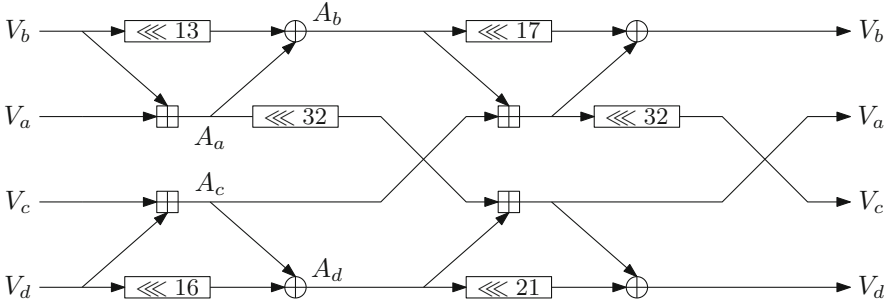 V_b ⋘ 13 A_b ⋘ 17 V_b
V_a A_a ⋘ 32 ⋘ 32 V_a
V_c A_c V_c
V_d ⋘ 16 A_d ⋘ 21 V_d